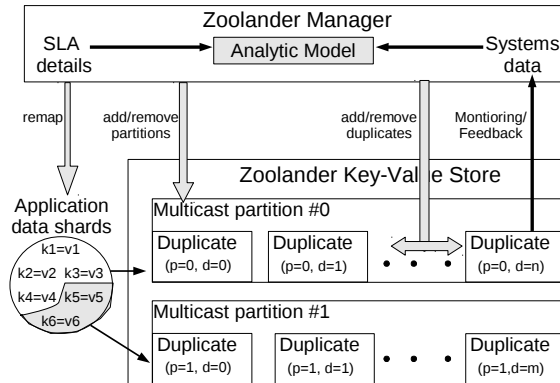 Zoolander Manager
SLA
details
Analytic Model
Systems
data
remap
add/remove
partitions
add/remove
duplicates
Montioring/
Feedback
Zoolander Key-Value Store
Application
data shards
k1=v1
k2=v2 k3=v3
k4=v4 k5=v5
k6=v6
Multicast partition #0
Duplicate
(p=0, d=0)
Duplicate
(p=0, d=1)
Duplicate
(p=0, d=n)
Multicast partition #1
Duplicate
(p=1, d=0)
Duplicate
(p=1, d=1)
Duplicate
(p=1,d=m)